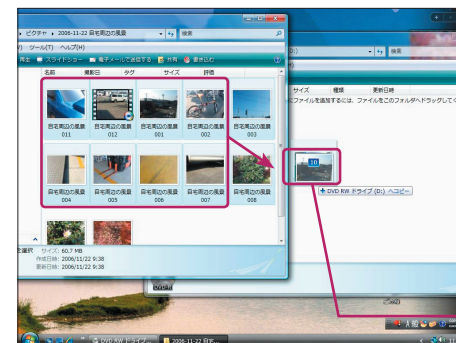 ピクチャ ▸ 2006-11-22 自宅周辺の風景
検索
ツール(T) ヘルプ(H)
再生 スライド ショー 電子メールで送信する 共有 書き込む
名前 撮影日 タグ サイズ 評価
自宅周辺の風景 011
自宅周辺の風景 012
自宅周辺の風景 001
自宅周辺の風景 002
自宅周辺の風景 003
自宅周辺の風景 004
自宅周辺の風景 005
自宅周辺の風景 006
自宅周辺の風景 007
自宅周辺の風景 008
を選択 サイズ: 60.7 MB
作成日時: 2006/11/22 9:38
更新日時: 2006/11/22 9:38
D:)
検索
サイズ 種類 更新日時
にファイルを追加するには、ファイルをこのフォルダへドラッグしてく
10
DVD RW ドライブ (D:) へコピー
DVD-R
DVD RW ドライブ...
2006-11-22 自宅...
A 般